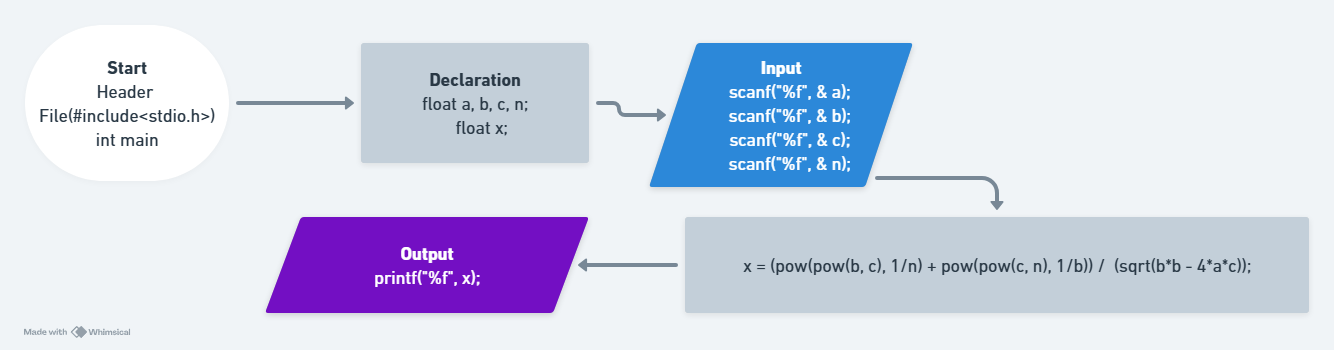 Start
Header
File(#include<stdio.h>)
int main
Declaration
float a, b, c, n;
float x;
Input
scanf("%f", & a);
scanf("%f", & b);
scanf("%f", & c);
scanf("%f", & n);
x = (pow(pow(b, c), 1/n) + pow(pow(c, n), 1/b)) /  (sqrt(b*b - 4*a*c));
Output
printf("%f", x);
Made with Whimsical